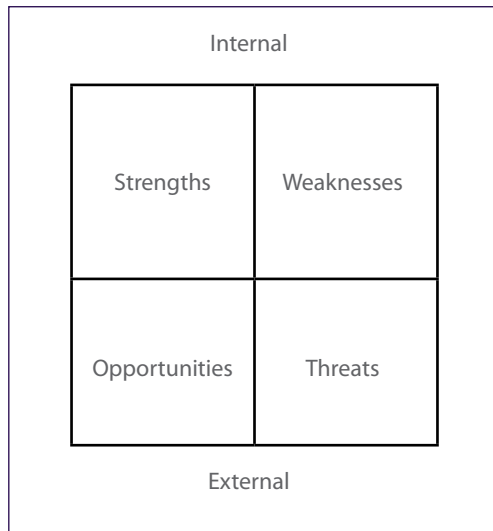 Internal
Strengths
Weaknesses
Opportunities
Threats
External